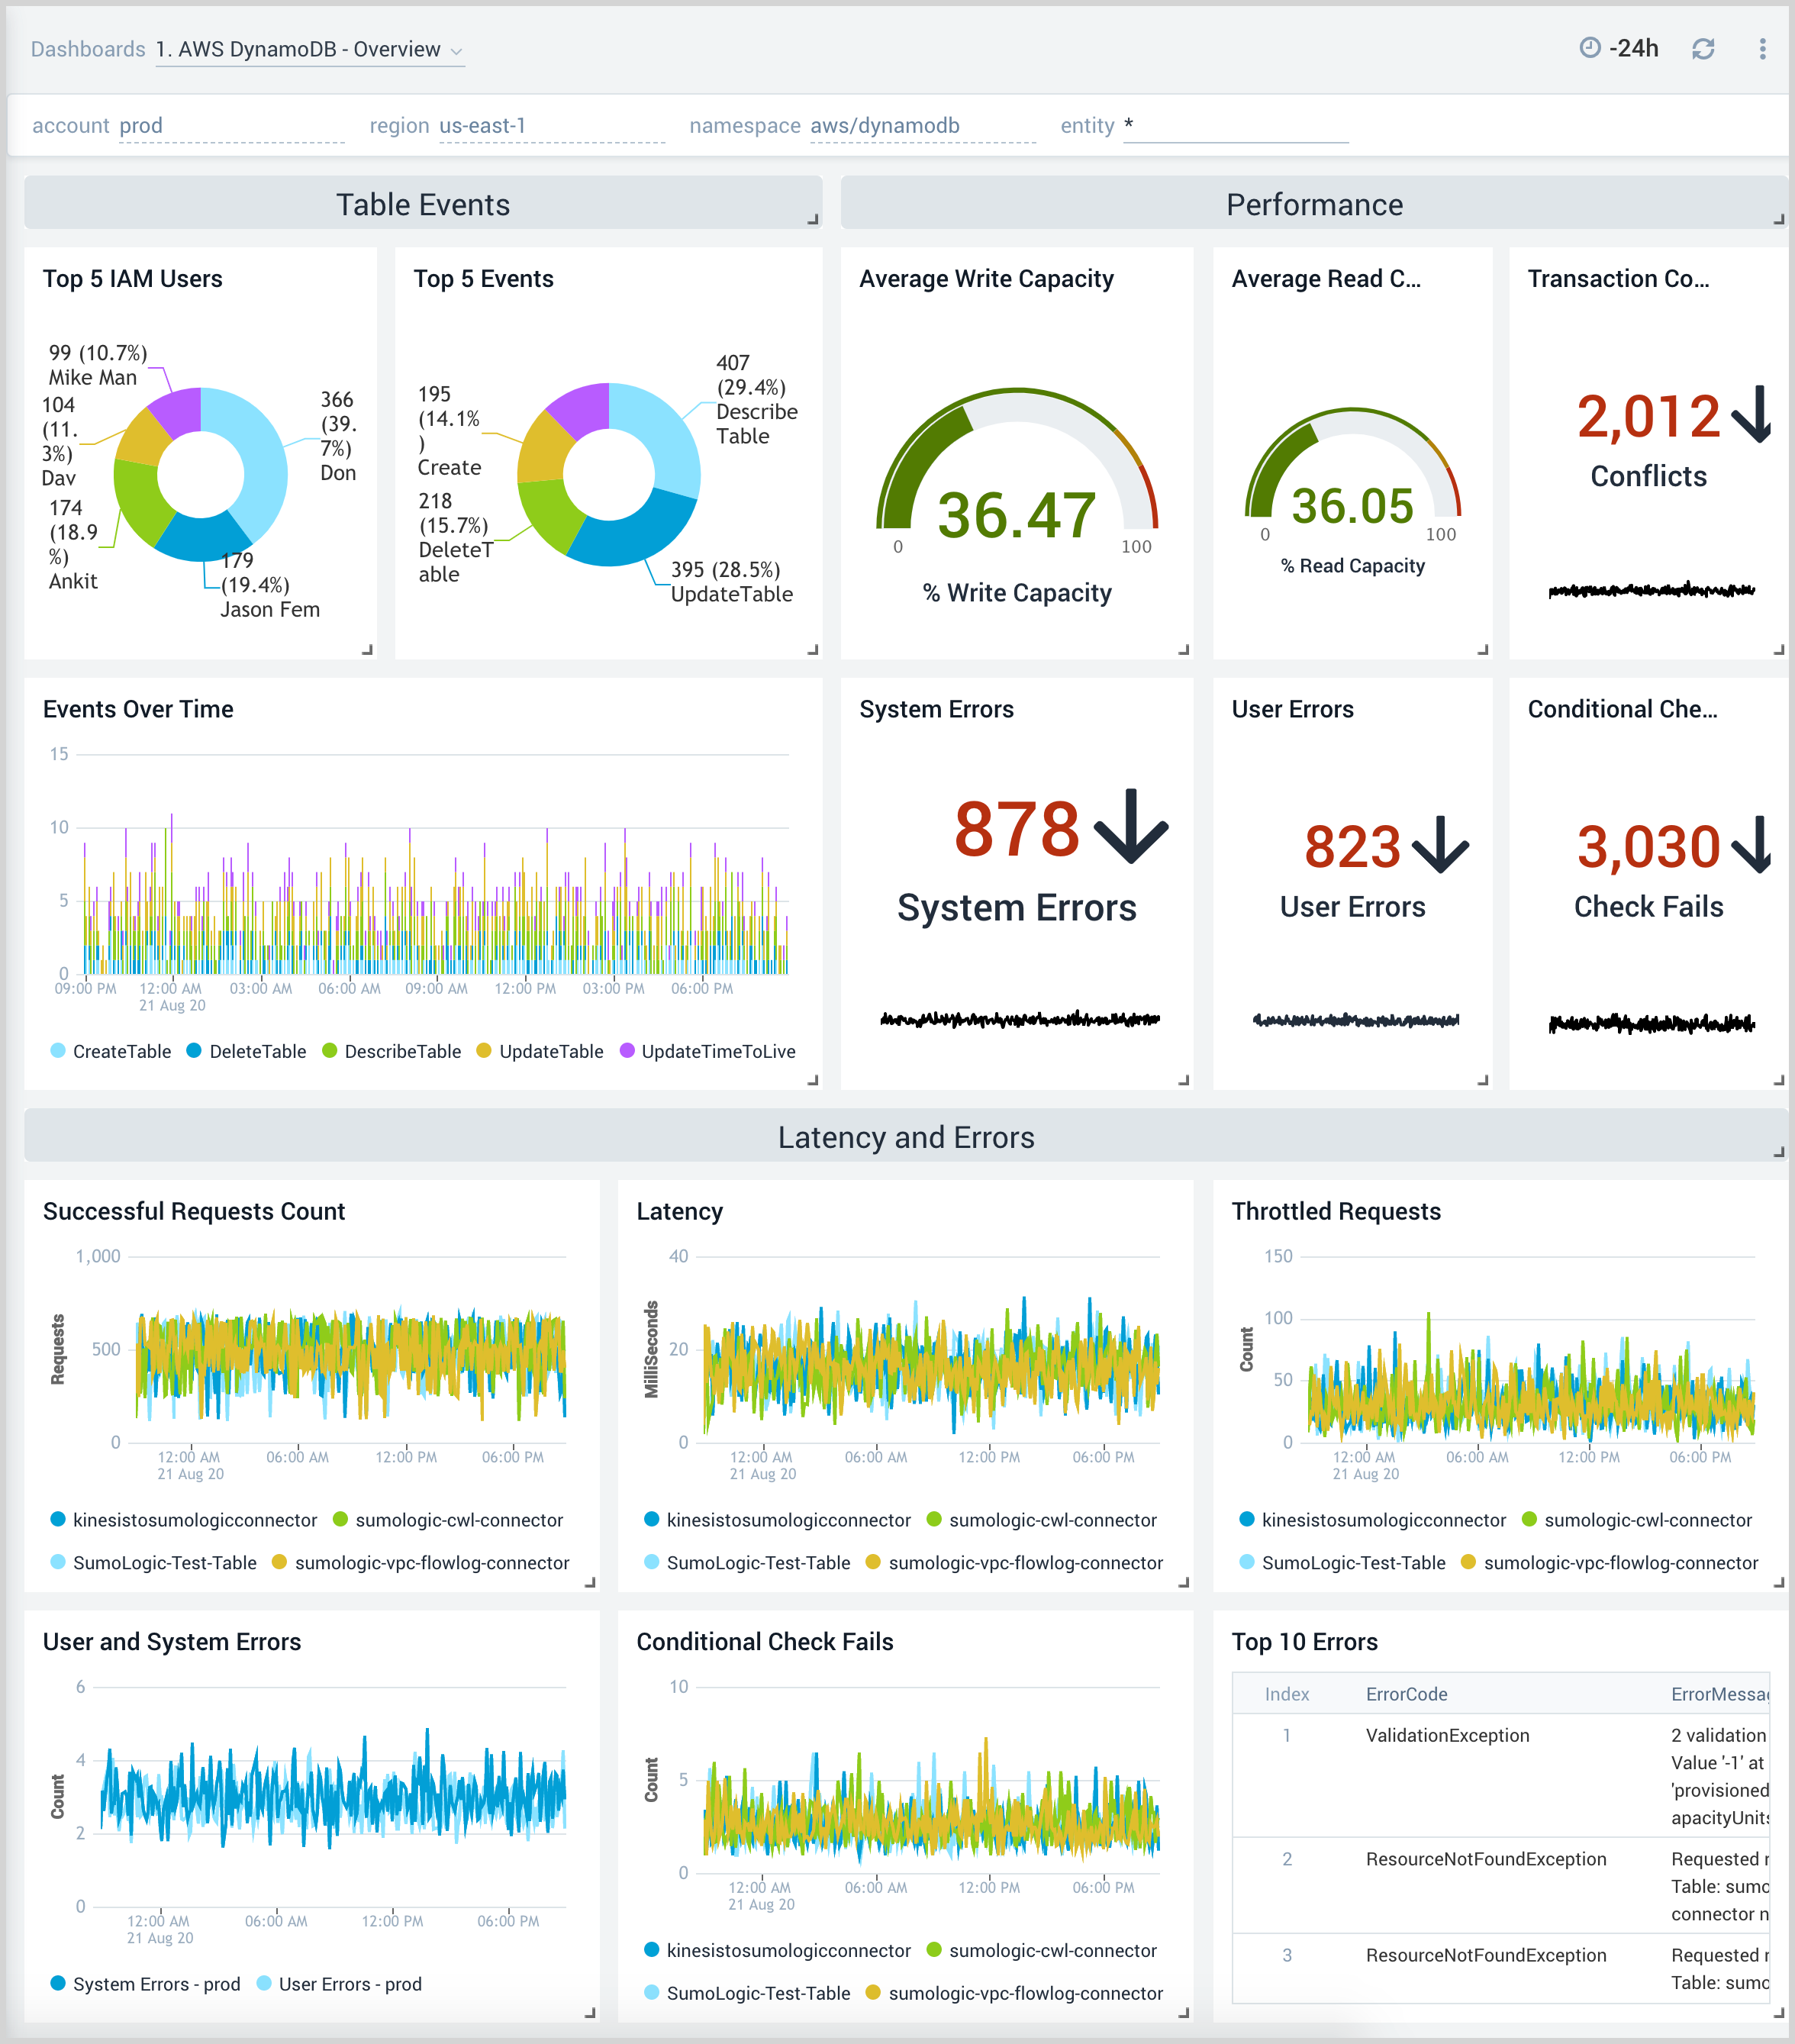 Dashboards 1. AWS DynamoDB - Overview
-24h
account prod region us-east-1 namespace aws/dynamodb entity *
Table Events
Performance
Top 5 IAM Users
99 (10.7%)
Mike Man
104
(11.
3%)
Dav
174
(18.9
%)
Ankit
366
(39.
7%)
Don
179
(19.4%)
Jason Fem
Top 5 Events
195
(14.1%
)
Create
218
(15.7%)
DeleteT
able
407
(29.4%)
Describe
Table
395 (28.5%)
UpdateTable
Average Write Capacity
36.47
0 100
% Write Capacity
Average Read C...
36.05
0 100
% Read Capacity
Transaction Co...
2,012
Conflicts
Events Over Time
15
10
5
0
09:00 PM 12:00 AM 03:00 AM 06:00 AM 09:00 AM 12:00 PM 03:00 PM 06:00 PM
21 Aug 20
CreateTable DeleteTable DescribeTable UpdateTable UpdateTimeToLive
System Errors
878
System Errors
User Errors
823
User Errors
Conditional Che...
3,030
Check Fails
Latency and Errors
Successful Requests Count
Requests
1,000
500
0
12:00 AM 06:00 AM 12:00 PM 06:00 PM
21 Aug 20
kinesistosumologicconnector sumologic-cwl-connector
SumoLogic-Test-Table sumologic-vpc-flowlog-connector
Latency
MilliSeconds
40
20
0
12:00 AM 06:00 AM 12:00 PM 06:00 PM
21 Aug 20
kinesistosumologicconnector sumologic-cwl-connector
SumoLogic-Test-Table sumologic-vpc-flowlog-connector
Throttled Requests
Count
150
100
50
0
12:00 AM 06:00 AM 12:00 PM 06:00 PM
21 Aug 20
kinesistosumologicconnector sumologic-cwl-connector
SumoLogic-Test-Table sumologic-vpc-flowlog-connector
User and System Errors
Count
6
4
2
0
12:00 AM 06:00 AM 12:00 PM 06:00 PM
21 Aug 20
System Errors - prod User Errors - prod
Conditional Check Fails
Count
10
5
0
12:00 AM 06:00 AM 12:00 PM 06:00 PM
21 Aug 20
kinesistosumologicconnector sumologic-cwl-connector
SumoLogic-Test-Table sumologic-vpc-flowlog-connector
Top 10 Errors
Index ErrorCode ErrorMessa
1 ValidationException 2 validation
Value '-1' at
'provisioned
apacityUnits
2 ResourceNotFoundException Requested
Table: sumo
connector n
3 ResourceNotFoundException Requested
Table: sumo